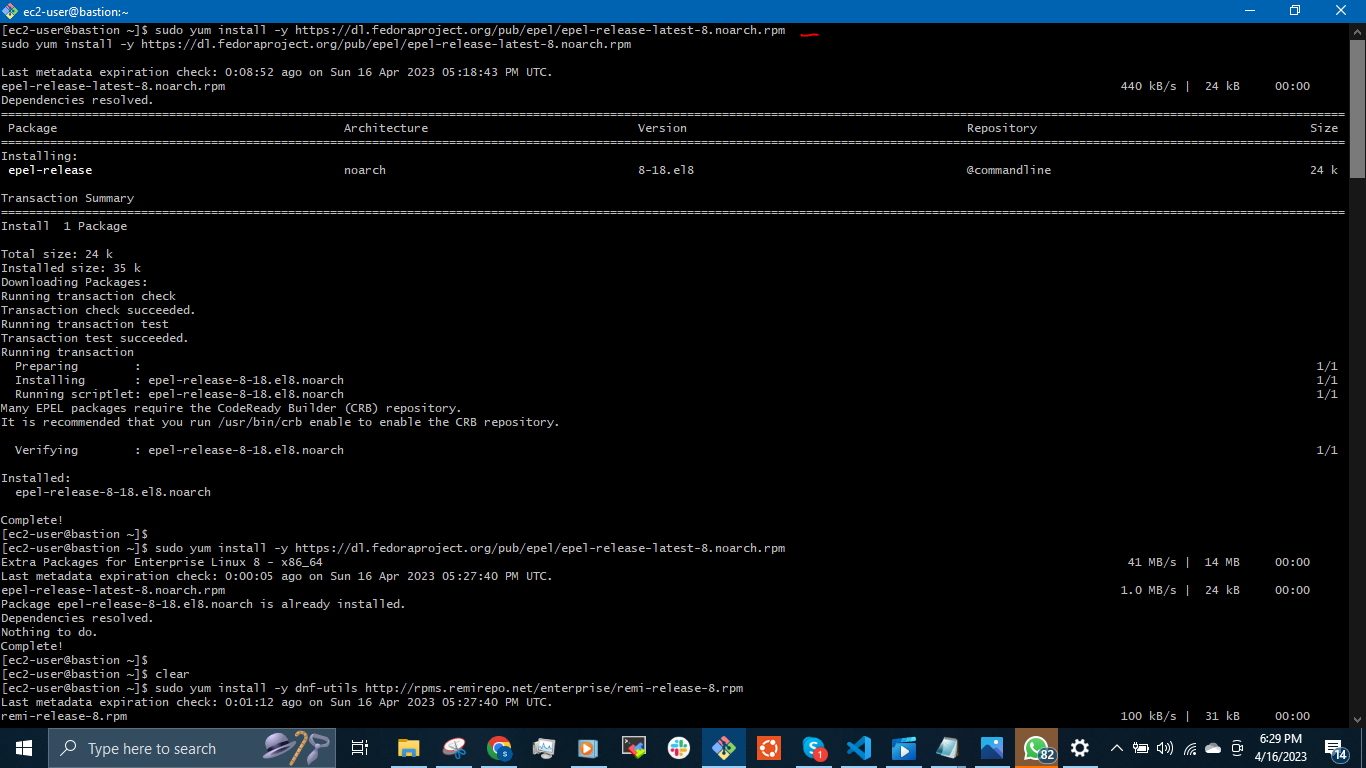 ec2-user@bastion:~
[ec2-user@bastion ~]$ sudo yum install -y https://dl.fedoraproject.org/pub/epel/epel-release-latest-8.noarch.rpm
sudo yum install -y https://dl.fedoraproject.org/pub/epel/epel-release-latest-8.noarch.rpm
Last metadata expiration check: 0:08:52 ago on Sun 16 Apr 2023 05:18:43 PM UTC.
epel-release-latest-8.noarch.rpm 440 kB/s | 24 kB 00:00
Dependencies resolved.
Package Architecture Version Repository Size
Installing:
epel-release noarch 8-18.el8 @commandline 24 k
Transaction Summary
Install 1 Package
Total size: 24 k
Installed size: 35 k
Downloading Packages:
Running transaction check
Transaction check succeeded.
Running transaction test
Transaction test succeeded.
Running transaction
Preparing : 1/1
Installing : epel-release-8-18.el8.noarch 1/1
Running scriptlet: epel-release-8-18.el8.noarch 1/1
Many EPEL packages require the CodeReady Builder (CRB) repository.
It is recommended that you run /usr/bin/crb enable to enable the CRB repository.
Verifying : epel-release-8-18.el8.noarch 1/1
Installed:
epel-release-8-18.el8.noarch
Complete!
[ec2-user@bastion ~]$
[ec2-user@bastion ~]$ sudo yum install -y https://dl.fedoraproject.org/pub/epel/epel-release-latest-8.noarch.rpm
Extra Packages for Enterprise Linux 8 - x86_64 41 MB/s | 14 MB 00:00
Last metadata expiration check: 0:00:05 ago on Sun 16 Apr 2023 05:27:40 PM UTC.
epel-release-latest-8.noarch.rpm 1.0 MB/s | 24 kB 00:00
Package epel-release-8-18.el8.noarch is already installed.
Dependencies resolved.
Nothing to do.
Complete!
[ec2-user@bastion ~]$
[ec2-user@bastion ~]$ clear
[ec2-user@bastion ~]$ sudo yum install -y dnf-utils http://rpms.remirepo.net/enterprise/remi-release-8.rpm
Last metadata expiration check: 0:01:12 ago on Sun 16 Apr 2023 05:27:40 PM UTC.
remi-release-8.rpm 100 kB/s | 31 kB 00:00
Type here to search
1
82
6:29 PM
4/16/2023
14